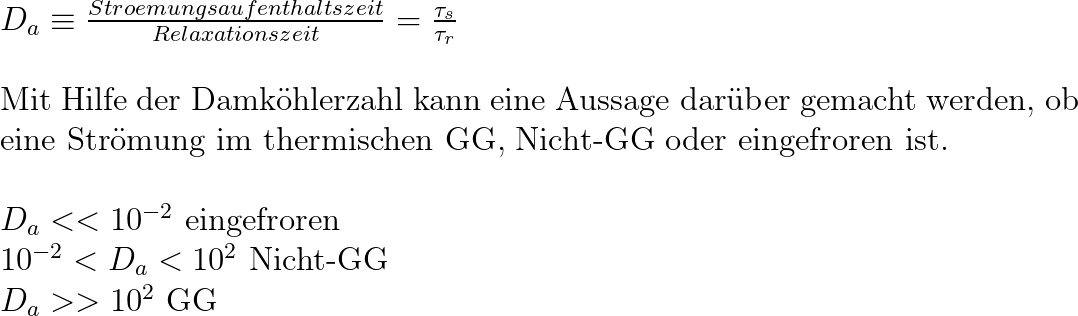 $D_a \equiv \frac{Stroemungsaufenthaltszeit}{Relaxationszeit} = \frac{\tau_s}{\tau_r}$
Mit Hilfe der Damköhlerzahl kann eine Aussage darüber gemacht werden, ob
eine Strömung im thermischen GG, Nicht-GG oder eingefroren ist.
$D_a << 10^{-2}$ eingefroren
$10^{-2} < D_a < 10^2$ Nicht-GG
$D_a >> 10^2$ GG